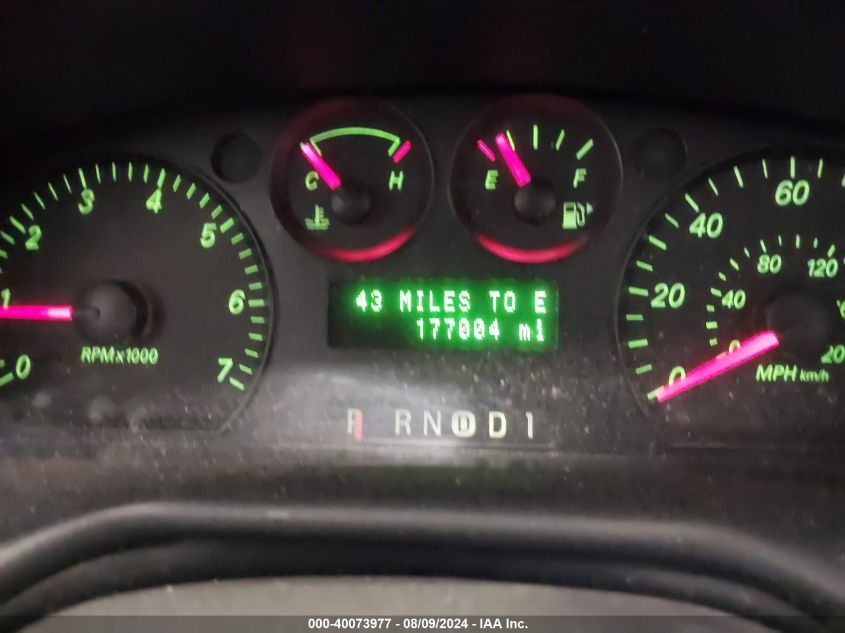 0 1 2 3 4 5 6 7
RPMx1000
C H
E F
43 MILES TO E
177004 mi
P R N D D 1
0 20 40 60
0 40 80 120
MPH km/h
000-40073977 - 08/09/2024 - IAA Inc.